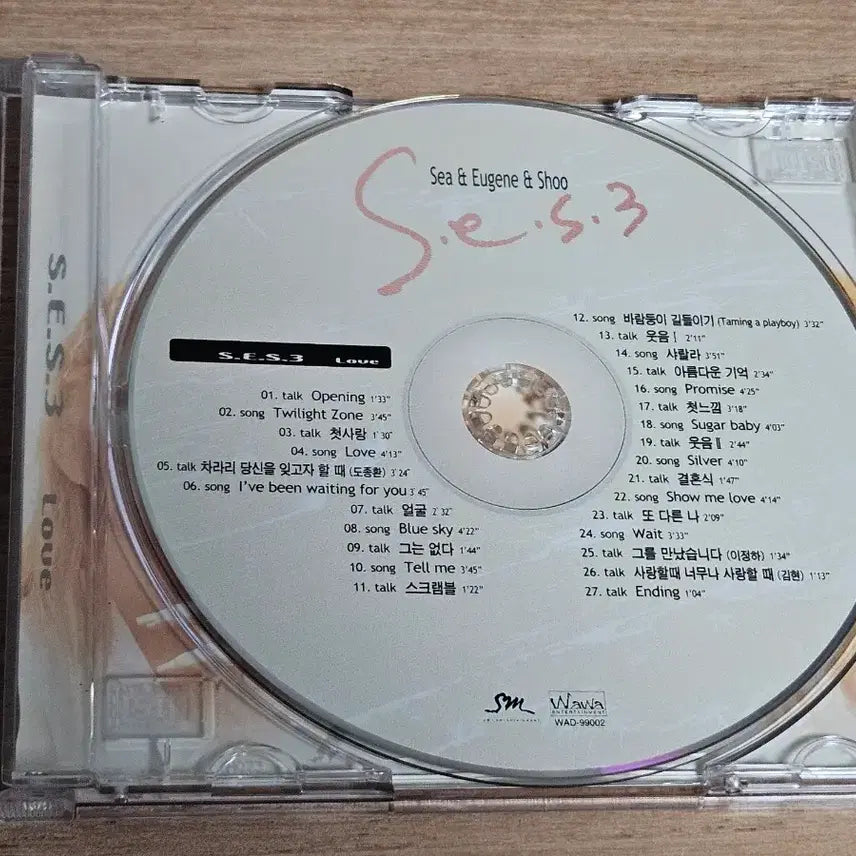 S.E.S.3 Love
Sea & Eugene & Shoo
S.e.s.3
S.E.S.3 Love
01. talk Opening 1'33"
02. song Twilight Zone 3'45"
03. talk 첫사랑 1'30"
04. song Love 4'13"
05. talk 차라리 당신을 잊고자 할 때 (도종환) 3'24"
06. song I've been waiting for you 3'45"
07. talk 얼굴 2'32"
08. song Blue sky 4'22"
09. talk 그는 없다 1'44"
10. song Tell me 3'45"
11. talk 스크램블 1'22"
12. song 바람둥이 길들이기 (Taming a playboy) 3'32"
13. talk 웃음Ⅰ 2'11"
14. song 샤랄라 3'51"
15. talk 아름다운 기억 2'34"
16. song Promise 4'25"
17. talk 첫느낌 3'18"
18. song Sugar baby 4'03"
19. talk 웃음Ⅱ 2'44"
20. song Silver 4'10"
21. talk 결혼식 1'47"
22. song Show me love 4'14"
23. talk 또 다른 나 2'09"
24. song Wait 3'33"
25. talk 그를 만났습니다 (이정하) 1'34"
26. talk 사랑할때 너무나 사랑할 때 (김현) 1'13"
27. talk Ending 1'04"
SM
WaWa
ENTERTAINMENT
WAD-99002